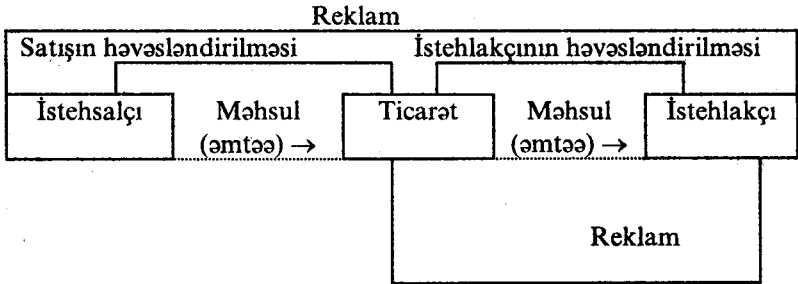 Reklam
Satışın həvəsləndirilməsi İstehlakçının həvəsləndirilməsi
İstehsalçı Məhsul Ticarət Məhsul İstehlakçı
(əmtəə) → (əmtəə) →
Reklam